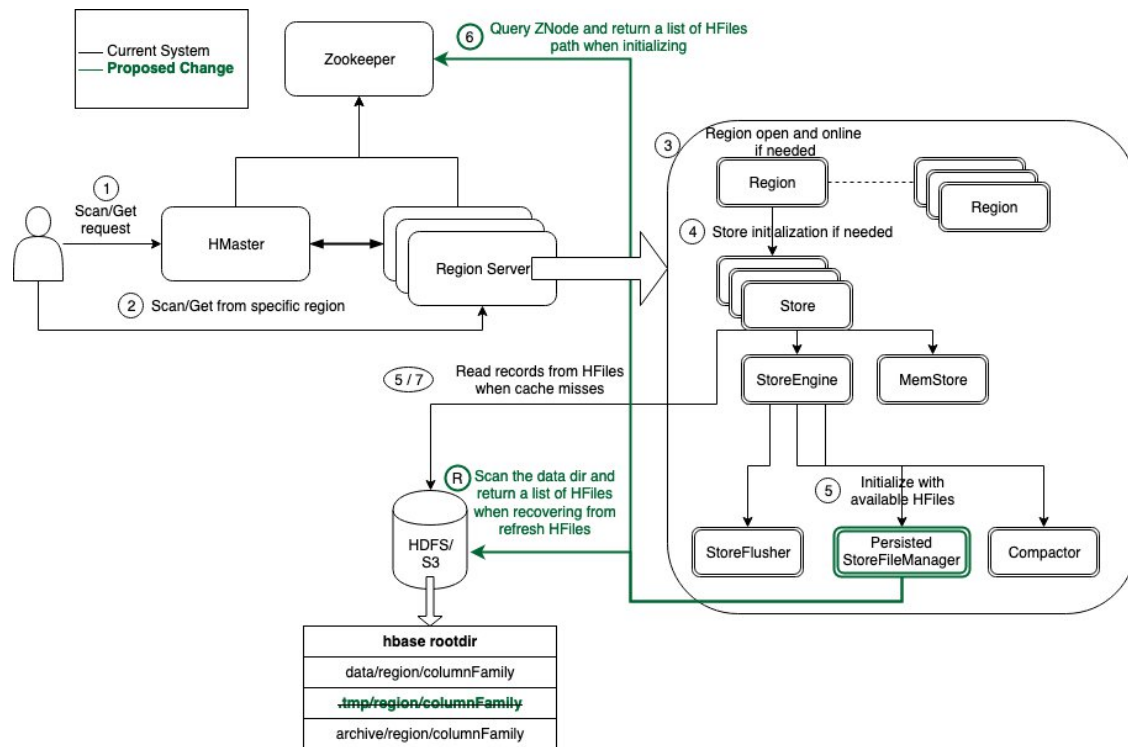 Current System
Proposed Change
Zookeeper
6
Query ZNode and return a list of HFiles
path when initializing
1
Scan/Get
request
HMaster
Region Server
2
Scan/Get from specific region
3
Region open and online
if needed
Region
Region
4
Store initialization if needed
Store
5 / 7
Read records from HFiles
when cache misses
StoreEngine
MemStore
R
Scan the data dir and
return a list of HFiles
when recovering from
refresh HFiles
5
Initialize with
available HFiles
HDFS/
S3
StoreFlusher
Persisted
StoreFileManager
Compactor
hbase rootdir
data/region/columnFamily
.tmp/region/columnFamily
archive/region/columnFamily